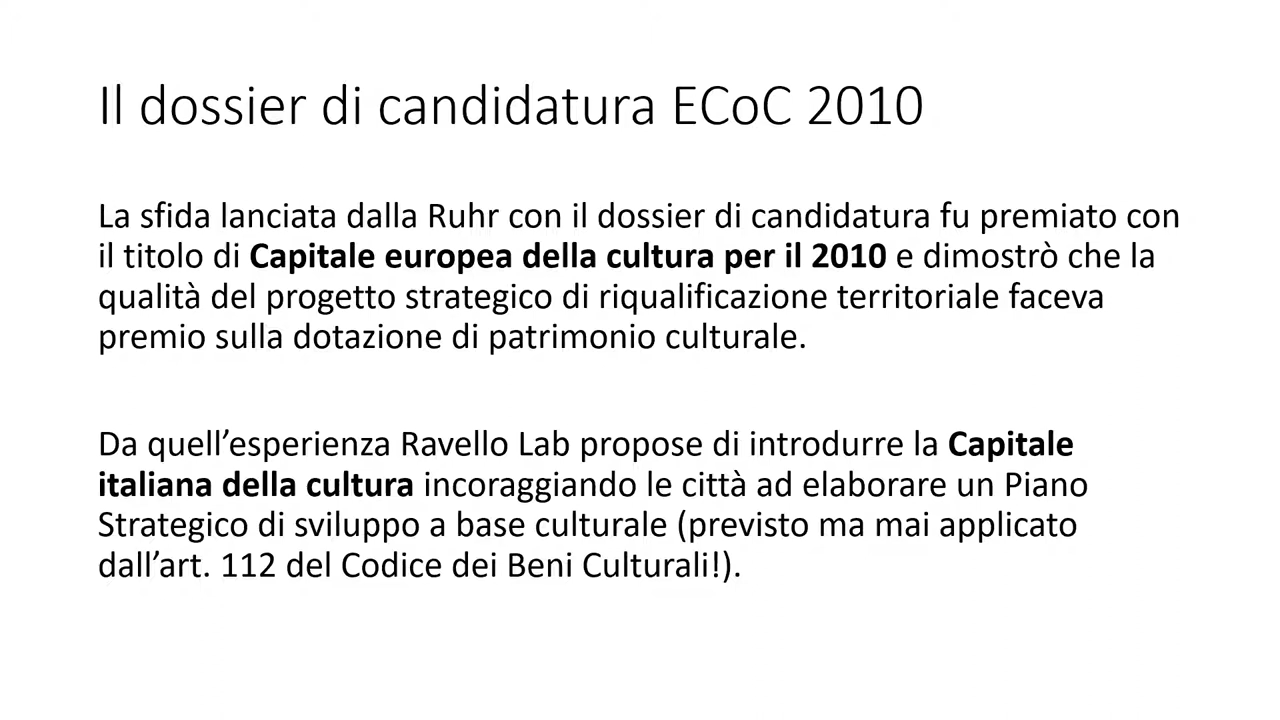 Il dossier di candidatura ECoC 2010
La sfida lanciata dalla Ruhr con il dossier di candidatura fu premiato con
il titolo di Capitale europea della cultura per il 2010 e dimostrò che la
qualità del progetto strategico di riqualificazione territoriale faceva
premio sulla dotazione di patrimonio culturale.
Da quell’esperienza Ravello Lab propose di introdurre la Capitale
italiana della cultura incoraggiando le città ad elaborare un Piano
Strategico di sviluppo a base culturale (previsto ma mai applicato
dall’art. 112 del Codice dei Beni Culturali!).